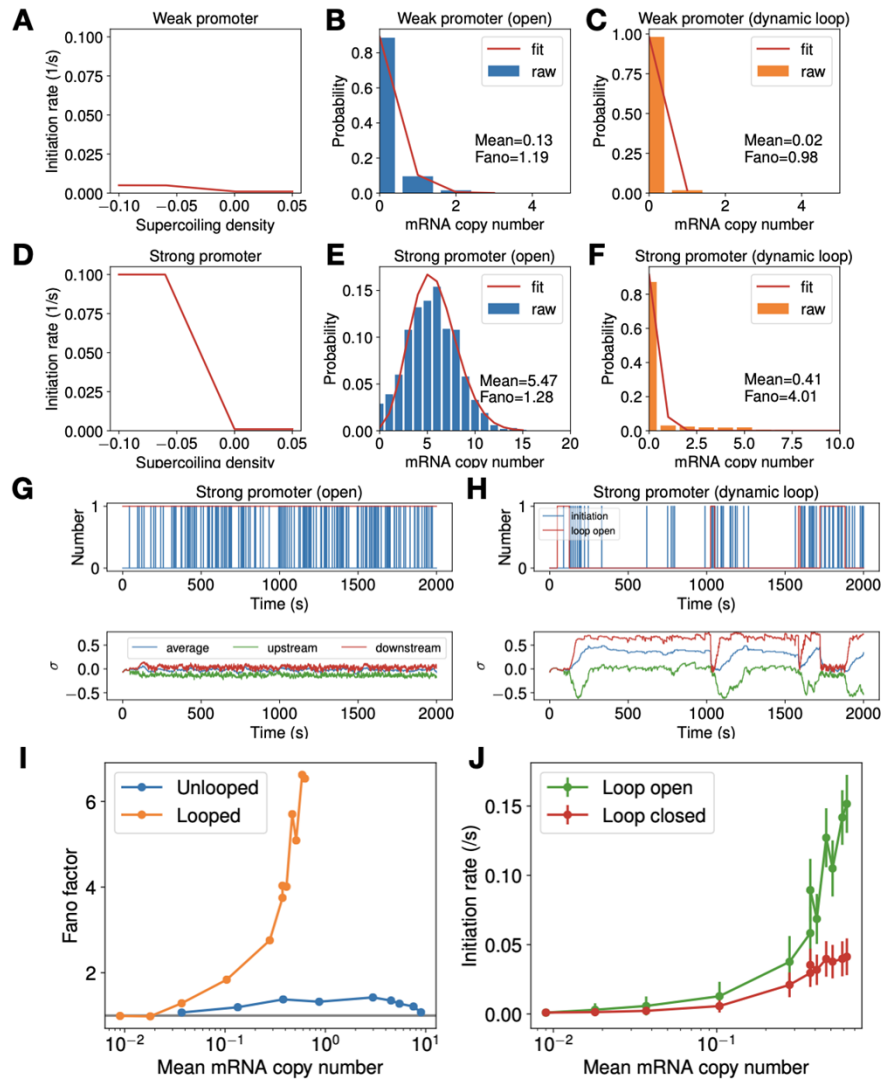 A
Weak promoter
Initiation rate (1/s)
0.100
0.075
0.050
0.025
0.000
−0.10 −0.05 0.00 0.05
Supercoiling density
B
Weak promoter (open)
Probability
0.8
0.6
0.4
0.2
0.0
fit
raw
Mean=0.13
Fano=1.19
0 2 4
mRNA copy number
C
Weak promoter (dynamic loop)
Probability
1.00
0.75
0.50
0.25
0.00
fit
raw
Mean=0.02
Fano=0.98
0 2 4
mRNA copy number
D
Strong promoter
Initiation rate (1/s)
0.100
0.075
0.050
0.025
0.000
−0.10 −0.05 0.00 0.05
Supercoiling density
E
Strong promoter (open)
Probability
0.15
0.10
0.05
0.00
fit
raw
Mean=5.47
Fano=1.28
0 5 10 15 20
mRNA copy number
F
Strong promoter (dynamic loop)
Probability
0.8
0.6
0.4
0.2
0.0
fit
raw
Mean=0.41
Fano=4.01
0.0 2.5 5.0 7.5 10.0
mRNA copy number
G
Strong promoter (open)
Number
1
0
0 500 1000 1500 2000
Time (s)
σ
0.5
0.0
−0.5
average upstream downstream
0 500 1000 1500 2000
Time (s)
H
Strong promoter (dynamic loop)
Number
1
0
initiation
loop open
0 500 1000 1500 2000
Time (s)
σ
0.5
0.0
−0.5
0 500 1000 1500 2000
Time (s)
I
Fano factor
6
4
2
Unlooped
Looped
10−2 10−1 100 101
Mean mRNA copy number
J
Initiation rate (/s)
0.15
0.10
0.05
0.00
Loop open
Loop closed
10−2 10−1
Mean mRNA copy number